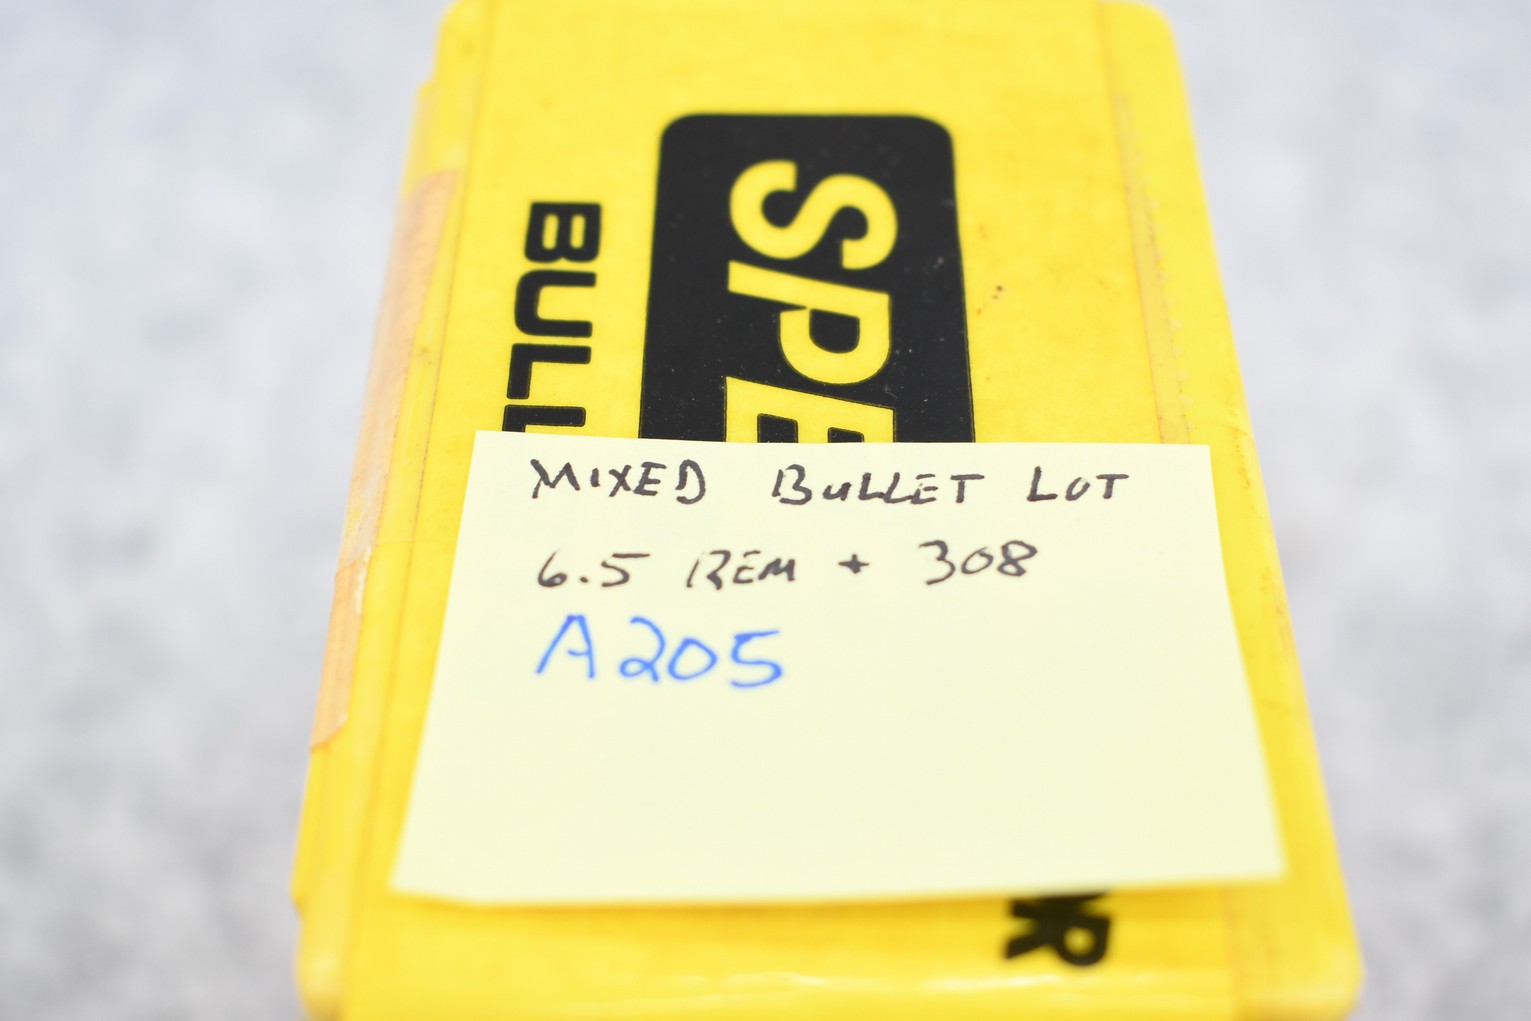 SPE
BULL
MIXED BULLET LOT
6.5 REM + 308
A205